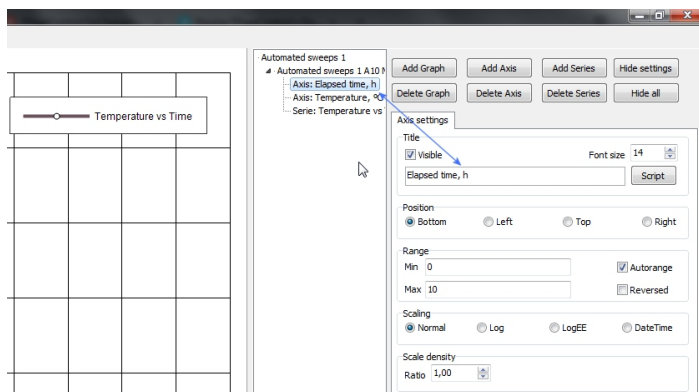 Temperature vs Time
Automated sweeps 1
Automated sweeps 1 A10
Axis: Elapsed time, h
Axis: Temperature,
Serie: Temperature vs
Add Graph
Add Axis
Add Series
Hide settings
Delete Graph
Delete Axis
Delete Series
Hide all
Axis settings
Title
Visible
Font size
14
Elapsed time, h
Script
Position
Bottom
Left
Top
Right
Range
Min
0
Autorange
Max
10
Reversed
Scaling
Normal
Log
LogEE
DateTime
Scale density
Ratio
1,00